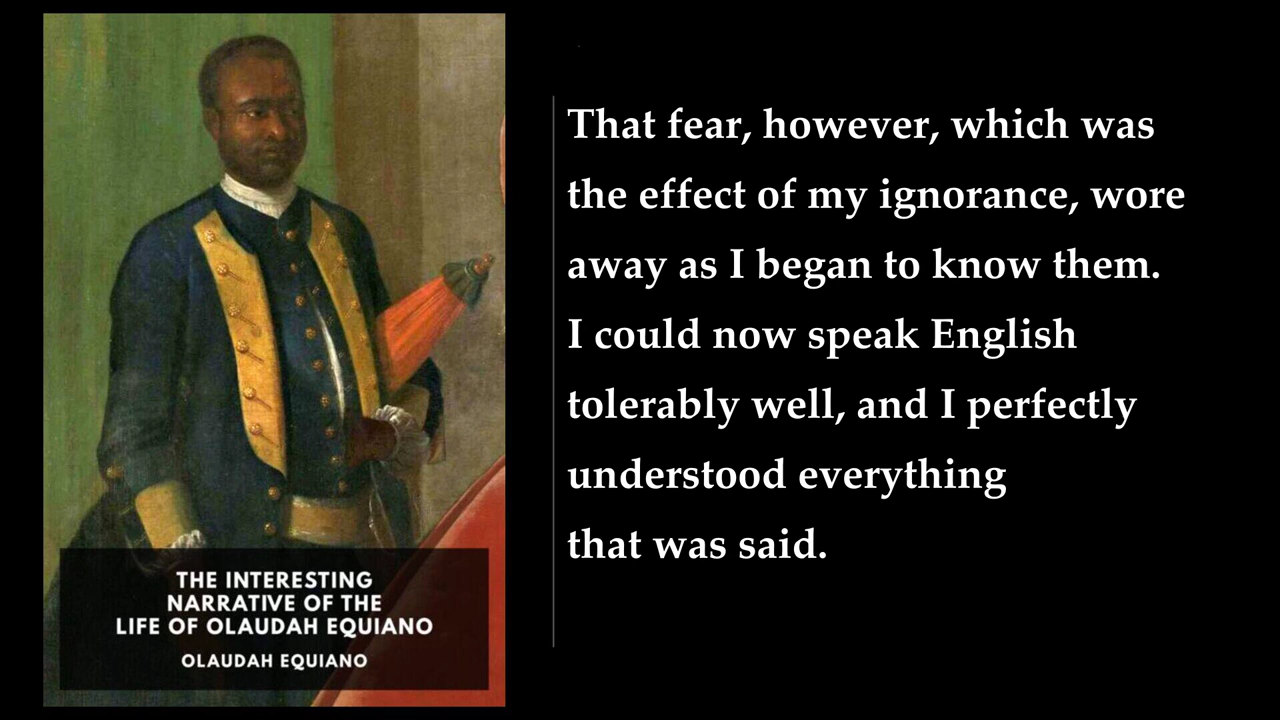 THE INTERESTING
NARRATIVE OF THE
LIFE OF OLAUDAH EQUIANO
OLAUDAH EQUIANO
That fear, however, which was
the effect of my ignorance, wore
away as I began to know them.
I could now speak English
tolerably well, and I perfectly
understood everything
that was said.